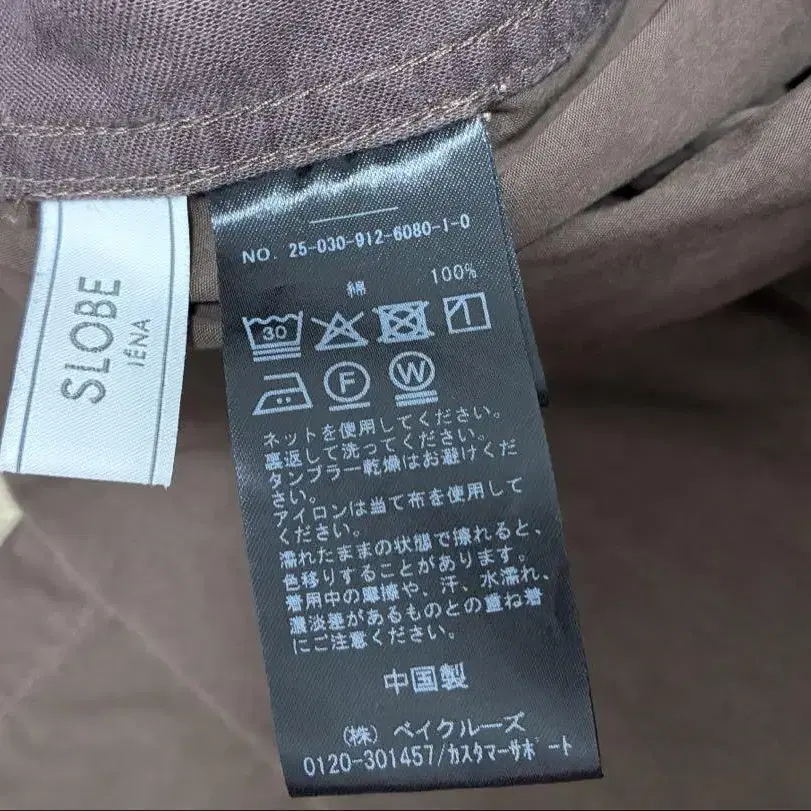 SLOBE
IÉNA
NO. 25-030-912-6080-1-0
綿 100%
30
F W
ネットを使用してください。
裏返して洗ってください。
タンブラー乾燥はお避けくだ
さい。
アイロンは当て布を使用して
ください。
濡れたままの状態で擦れると、
色移りすることがあります。
着用中の摩擦や、汗、水濡れ、
濃淡差があるものとの重ね着
にご注意ください。
中国製
(株) ベイクルーズ
0120-301457/カスタマーサポート